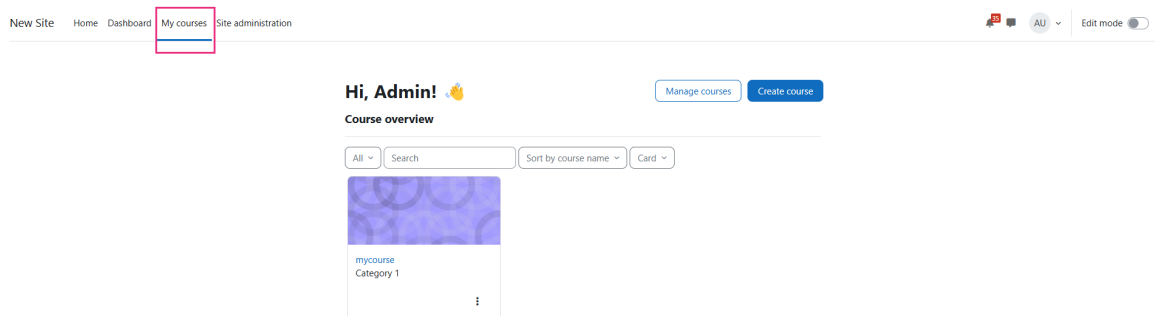 New Site Home Dashboard My courses Site administration 35 AU Edit mode
Hi, Admin! 👋 Manage courses Create course
Course overview
All Search Sort by course name Card
mycourse
Category 1